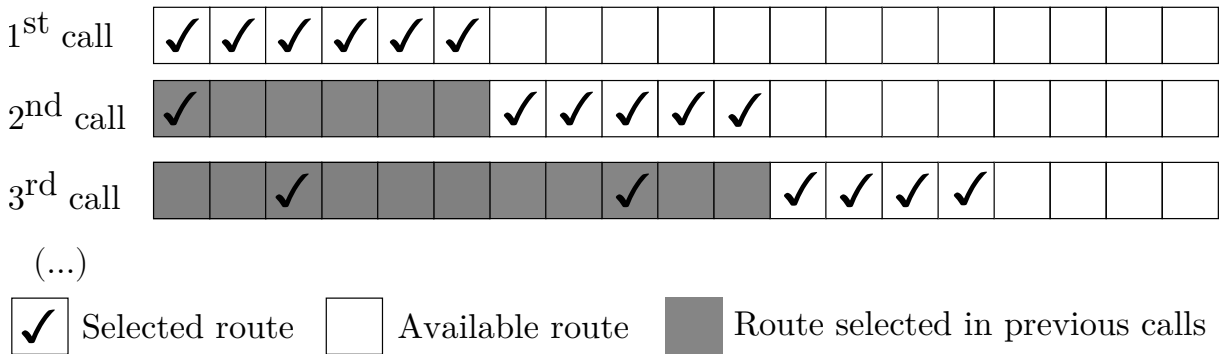 1st call
2nd call
3rd call
(...)
Selected route
Available route
Route selected in previous calls